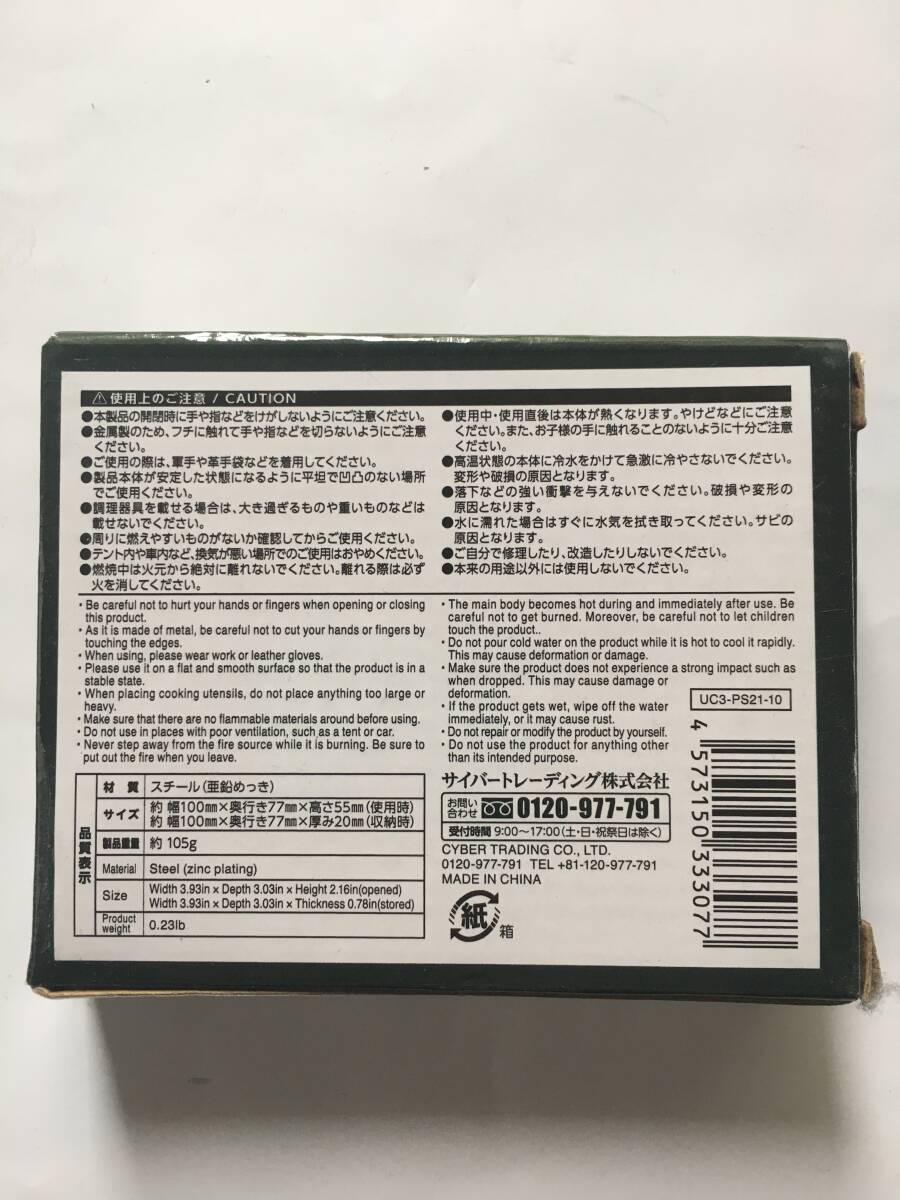 ⚠使用上のご注意 / CAUTION
●本製品の開閉時に手や指などをけがしないようにご注意ください。
●金属製のため、フチに触れて手や指などを切らないようにご注意
ください。
●ご使用の際は、軍手や革手袋などを着用してください。
●製品本体が安定した状態になるように平坦で凹凸のない場所
でご使用ください。
●調理器具を載せる場合は、大き過ぎるものや重いものなどは
載せないでください。
●周りに燃えやすいものがないか確認してからご使用ください。
●テント内や車内など、換気が悪い場所でのご使用はおやめください。
●燃焼中は火元から絶対に離れないでください。離れる際は必ず
火を消してください。
●使用中・使用直後は本体が熱くなります。やけどなどにご注意
ください。また、お子様の手に触れることのないように十分ご注意
ください。
●高温状態の本体に冷水をかけて急激に冷やさないでください。
変形や破損の原因となります。
●落下などの強い衝撃を与えないでください。破損や変形の
原因となります。
●水に濡れた場合はすぐに水気を拭き取ってください。サビの
原因となります。
●ご自分で修理したり、改造したりしないでください。
●本来の用途以外には使用しないでください。
・Be careful not to hurt your hands or fingers when opening or closing
this product.
・As it is made of metal, be careful not to cut your hands or fingers by
touching the edges.
・When using, please wear work or leather gloves.
・Please use it on a flat and smooth surface so that the product is in a
stable state.
・When placing cooking utensils, do not place anything too large or
heavy.
・Make sure that there are no flammable materials around before using.
・Do not use in places with poor ventilation, such as a tent or car.
・Never step away from the fire source while it is burning. Be sure to
put out the fire when you leave.
・The main body becomes hot during and immediately after use. Be
careful not to get burned. Moreover, be careful not to let children
touch the product..
・Do not pour cold water on the product while it is hot to cool it rapidly.
This may cause deformation or damage.
・Make sure the product does not experience a strong impact such as
when dropped. This may cause damage or
deformation.
・If the product gets wet, wipe off the water
immediately, or it may cause rust.
・Do not repair or modify the product by yourself.
・Do not use the product for anything other
than its intended purpose.
UC3-PS21-10
品質表示
材 質 スチール(亜鉛めっき)
サイズ 約 幅100mm×奥行き77mm×高さ55mm(使用時)
約 幅100mm×奥行き77mm×厚み20mm(収納時)
製品重量 約 105g
Material Steel (zinc plating)
Size Width 3.93in × Depth 3.03in × Height 2.16in(opened)
Width 3.93in × Depth 3.03in × Thickness 0.78in(stored)
Product weight 0.23lb
サイバートレーディング株式会社
お問い合わせ 0120-977-791
受付時間 9:00〜17:00(土・日・祝祭日は除く)
CYBER TRADING CO., LTD.
0120-977-791 TEL +81-120-977-791
MADE IN CHINA
紙 箱
4 573150 333077